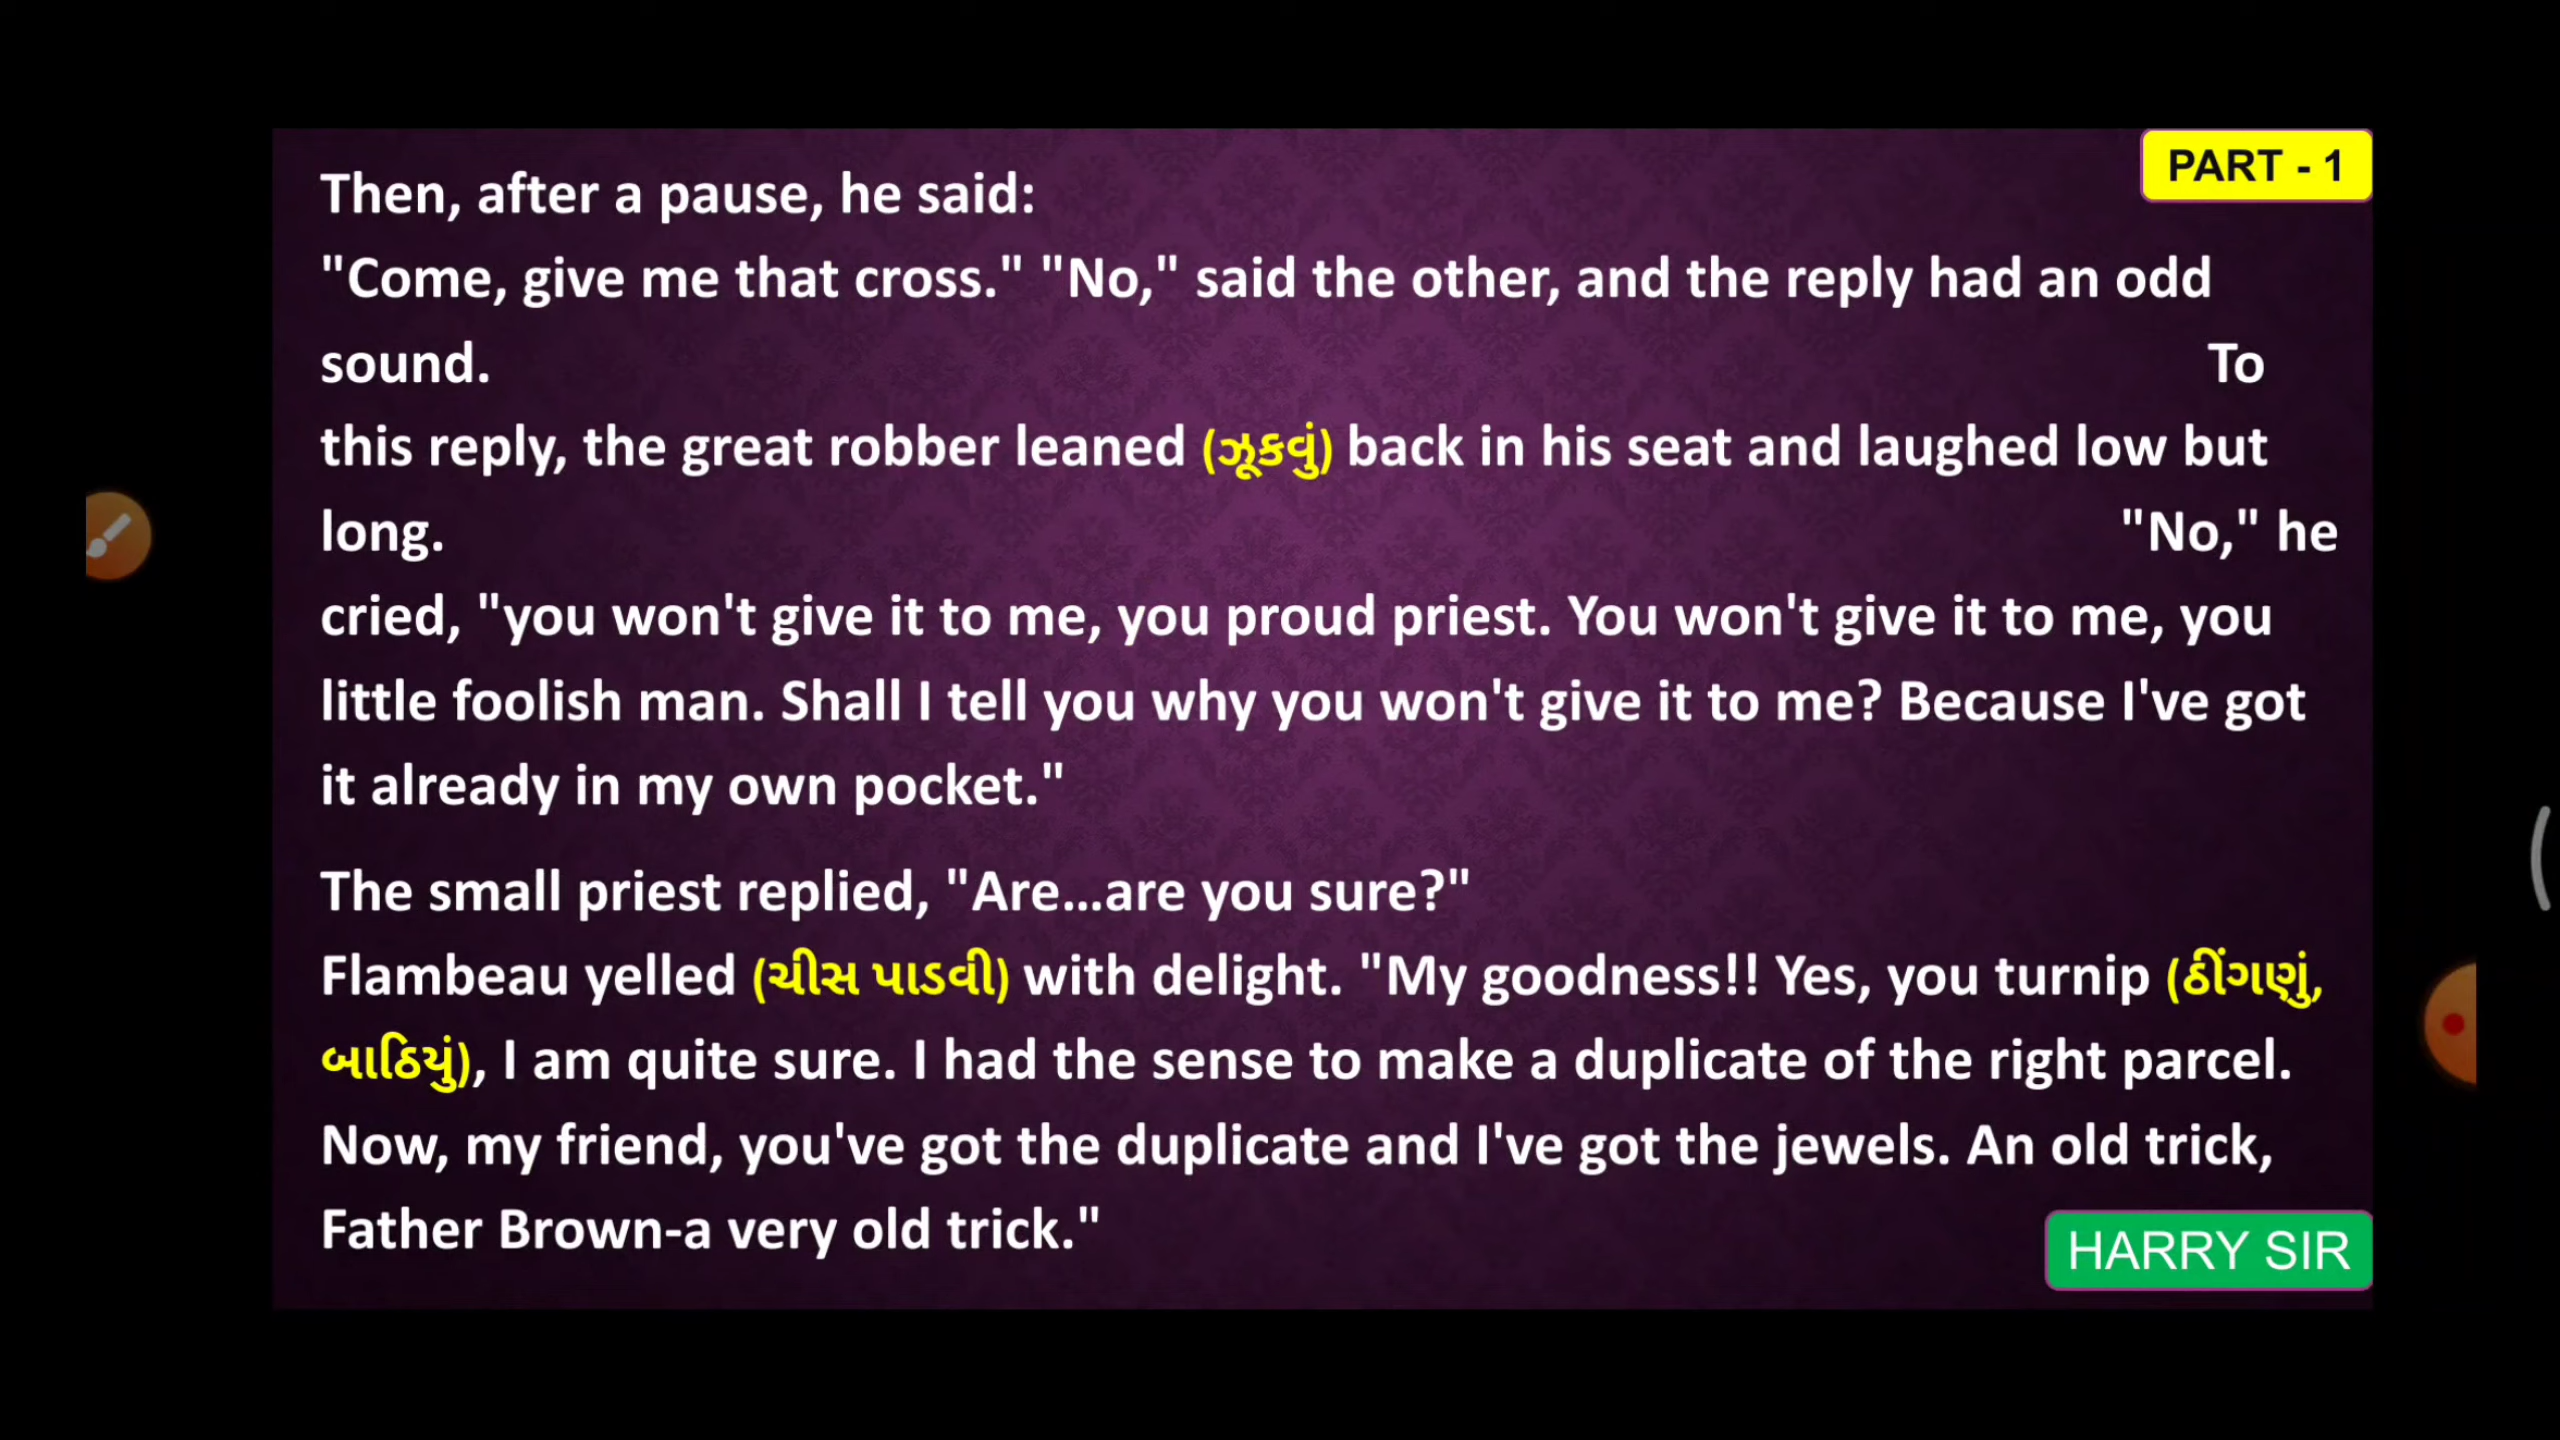 PART - 1
Then, after a pause, he said:
"Come, give me that cross." "No," said the other, and the reply had an odd
sound. To
this reply, the great robber leaned (ઝૂકવું) back in his seat and laughed low but
long. "No," he
cried, "you won't give it to me, you proud priest. You won't give it to me, you
little foolish man. Shall I tell you why you won't give it to me? Because I've got
it already in my own pocket."
The small priest replied, "Are...are you sure?"
Flambeau yelled (ચીસ પાડવી) with delight. "My goodness!! Yes, you turnip (ઠીંગણું,
બાઠિયું), I am quite sure. I had the sense to make a duplicate of the right parcel.
Now, my friend, you've got the duplicate and I've got the jewels. An old trick,
Father Brown-a very old trick."
HARRY SIR